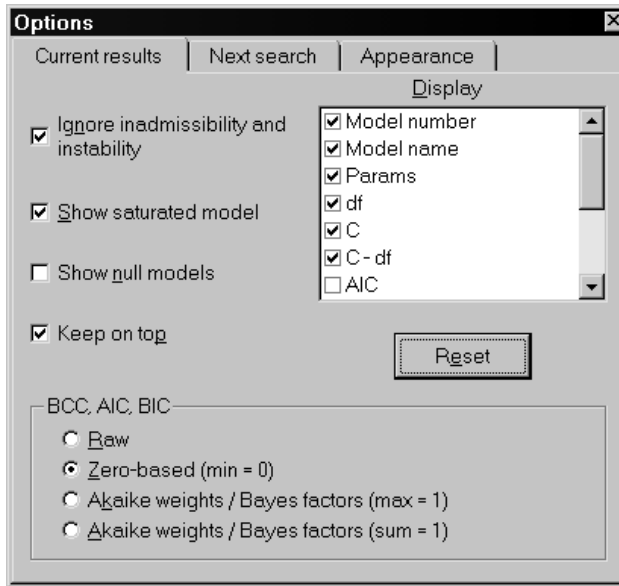 Options
Current results
Next search
Appearance
Display
Ignore inadmissibility and
instability
Show saturated model
Show null models
Keep on top
Model number
Model name
Params
df
C
C - df
AIC
Reset
BCC, AIC, BIC
Raw
Zero-based (min = 0)
Akaike weights / Bayes factors (max = 1)
Akaike weights / Bayes factors (sum = 1)